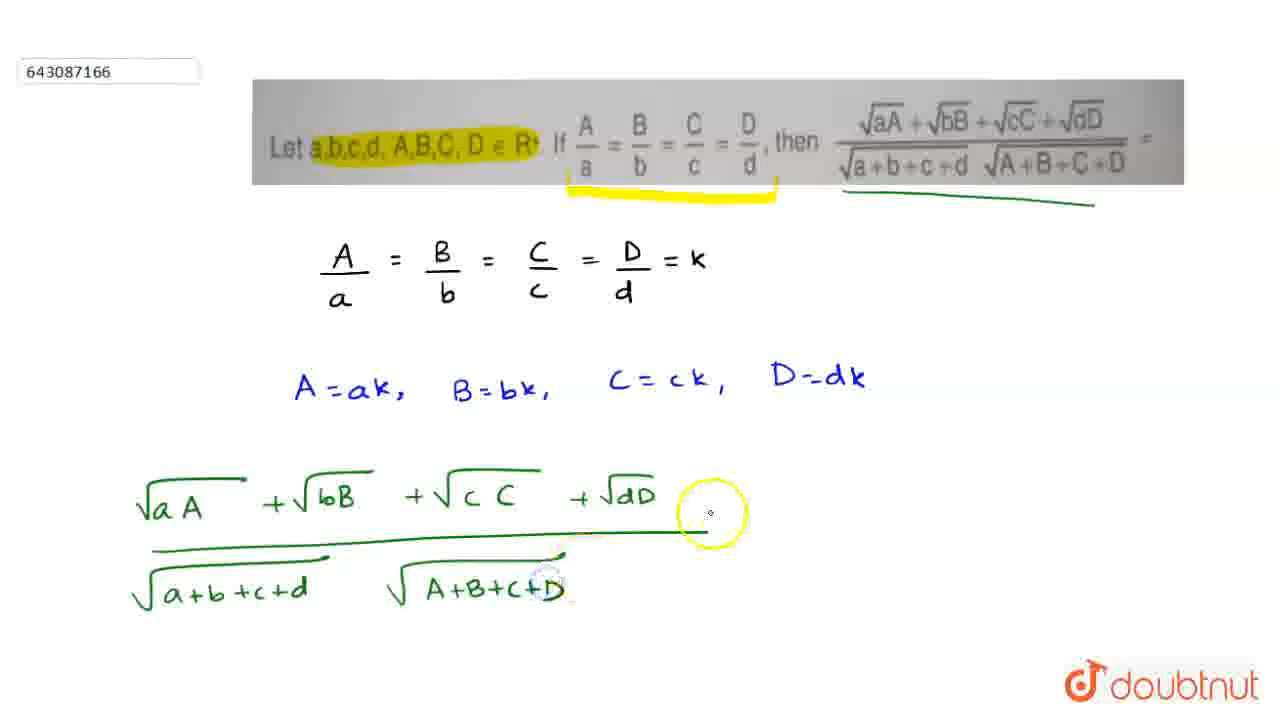 643087166
Let a,b,c,d, A,B,C, D ∈ R⁺. If A/a = B/b = C/c = D/d, then (√aA + √bB + √cC + √dD)/(√a+b+c+d √A+B+C+D) =
A/a = B/b = C/c = D/d = k
A = ak, B = bk, C = ck, D = dk
(√aA + √bB + √cC + √dD)/(√a+b+c+d √A+B+C+D)
doubtnut